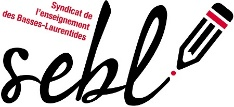 Syndicat de
l'enseignement
des Basses-Laurentides
sebl